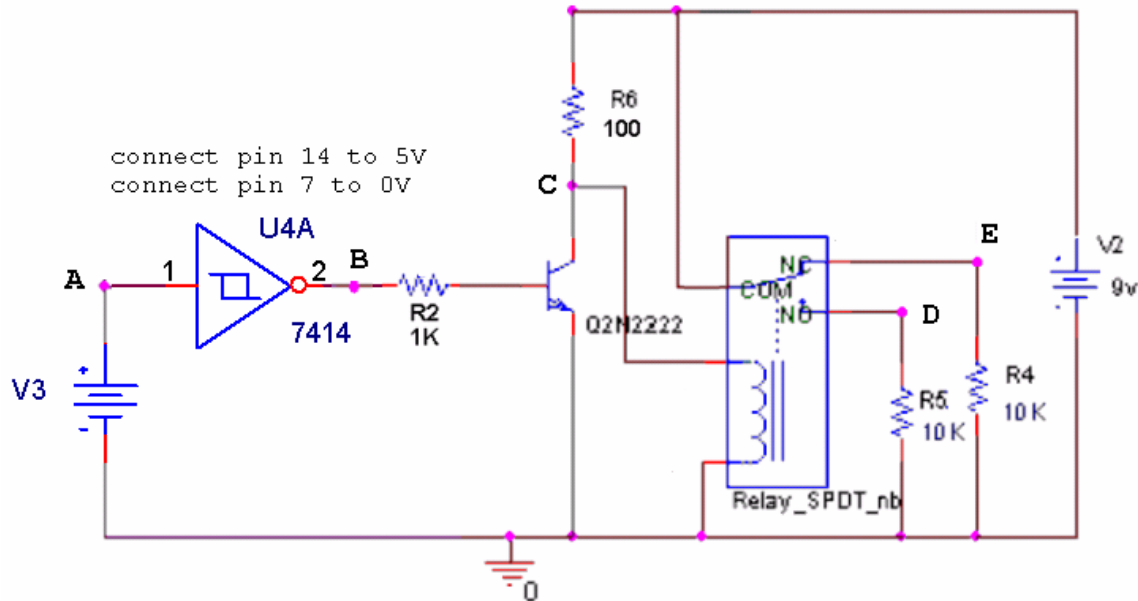 R6
100
connect pin 14 to 5V
connect pin 7 to 0V
C
U4A
A
1
2
B
R2
1K
7414
Q2N2222
V3
+
-
NC
COM
NO
E
D
V2
+
-
9v
R4
10K
R5
10K
Relay_SPDT_nb
0